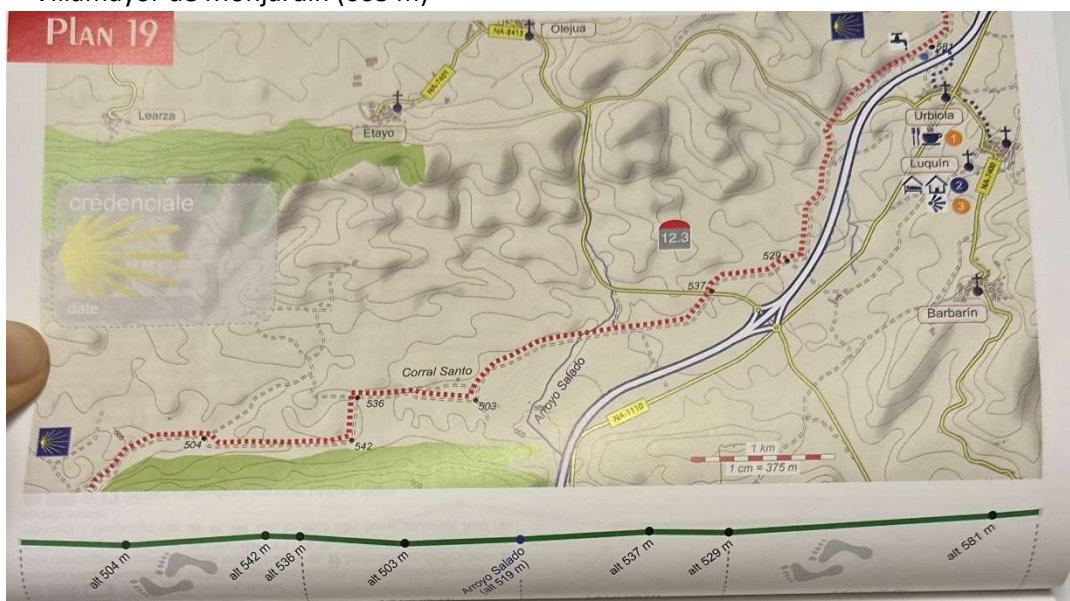 Villamayor de Monjardín (683 m)
PLAN 19
NA-8413
Olejua
581
NA-7401
Learza
Etayo
Urbiola
1
Luquín
NA-7400
2
3
crédenciale
date :
12.3
529
537
Barbarín
Corral Santo
536
503
Arroyo Salado
NA-1110
504
542
1 km
1 cm = 375 m
alt 504 m
alt 542 m
alt 536 m
alt 503 m
Arroyo Salado
(alt 519 m)
alt 537 m
alt 529 m
alt 581 m